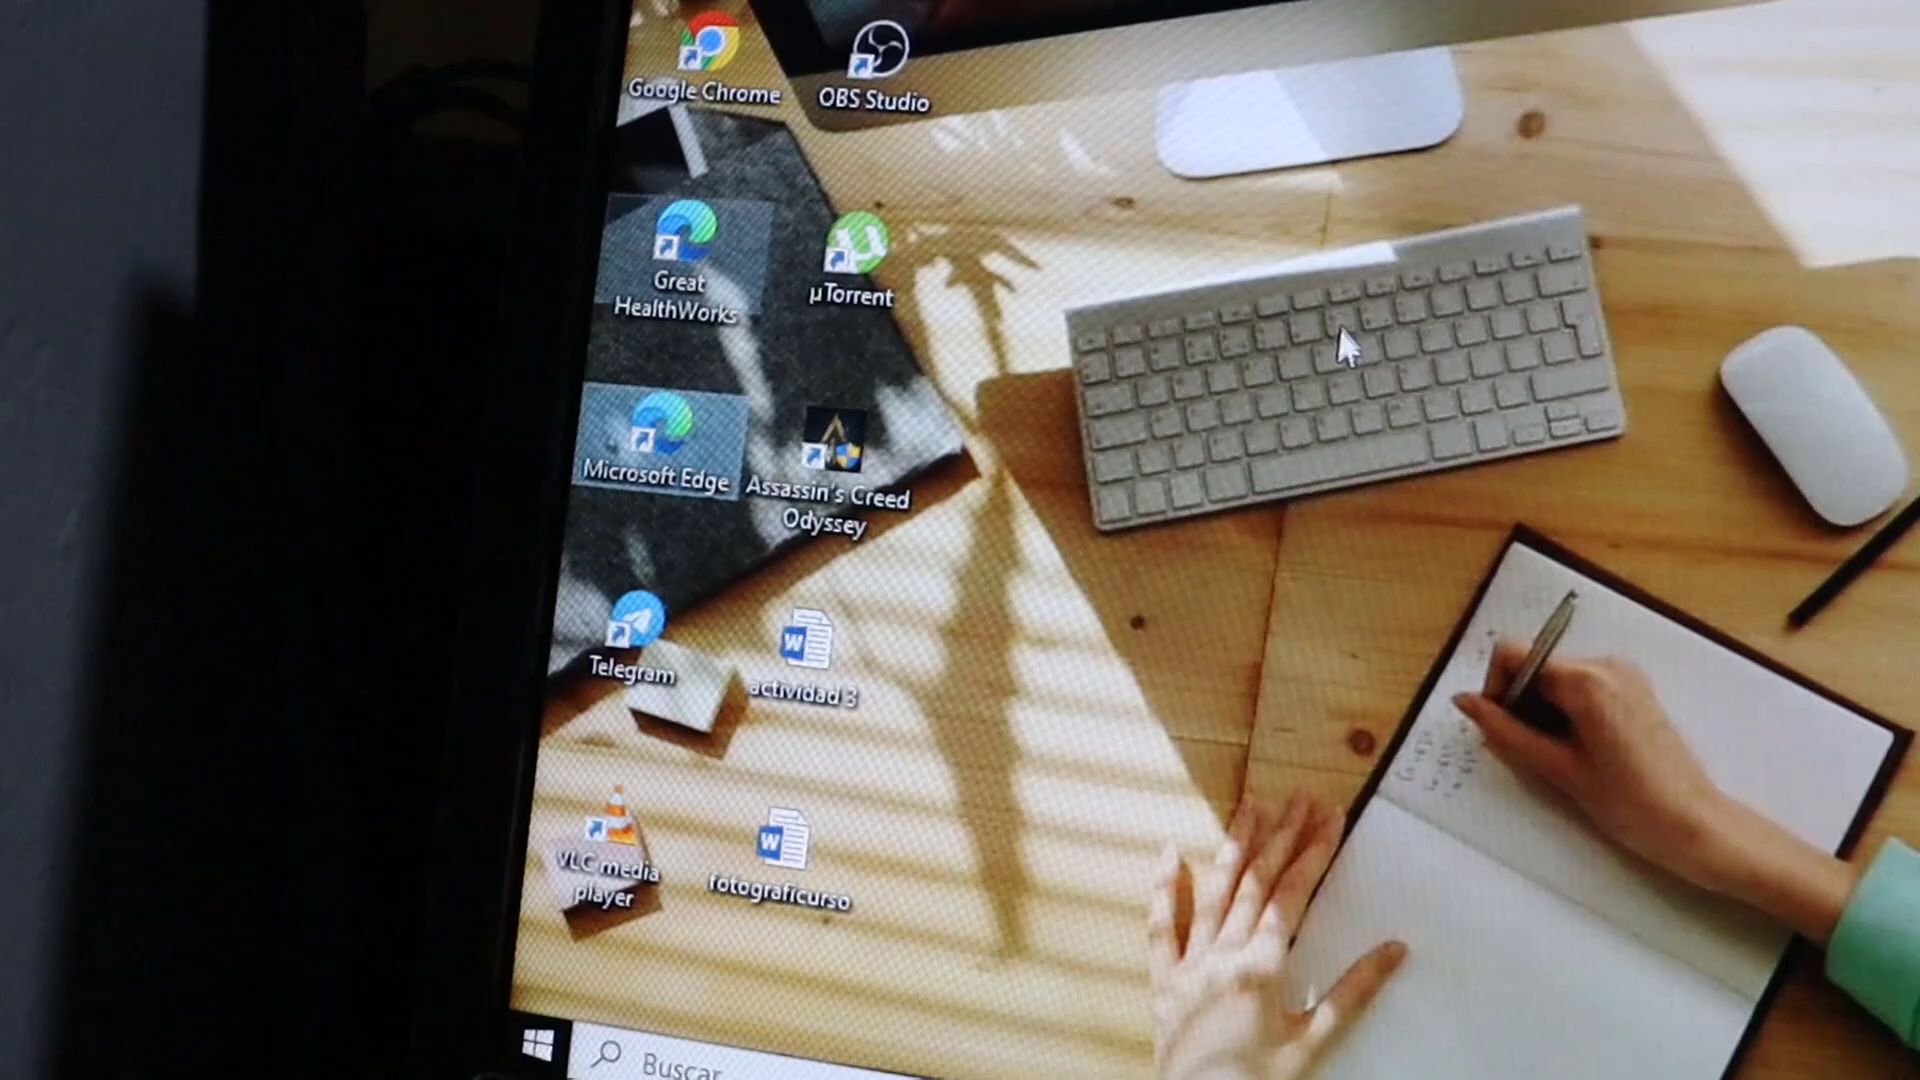 Google Chrome
OBS Studio
Great
HealthWorks
µTorrent
Microsoft Edge
Assassin's Creed
Odyssey
Telegram
actividad 3
VLC media
player
fotograficurso
Buscar